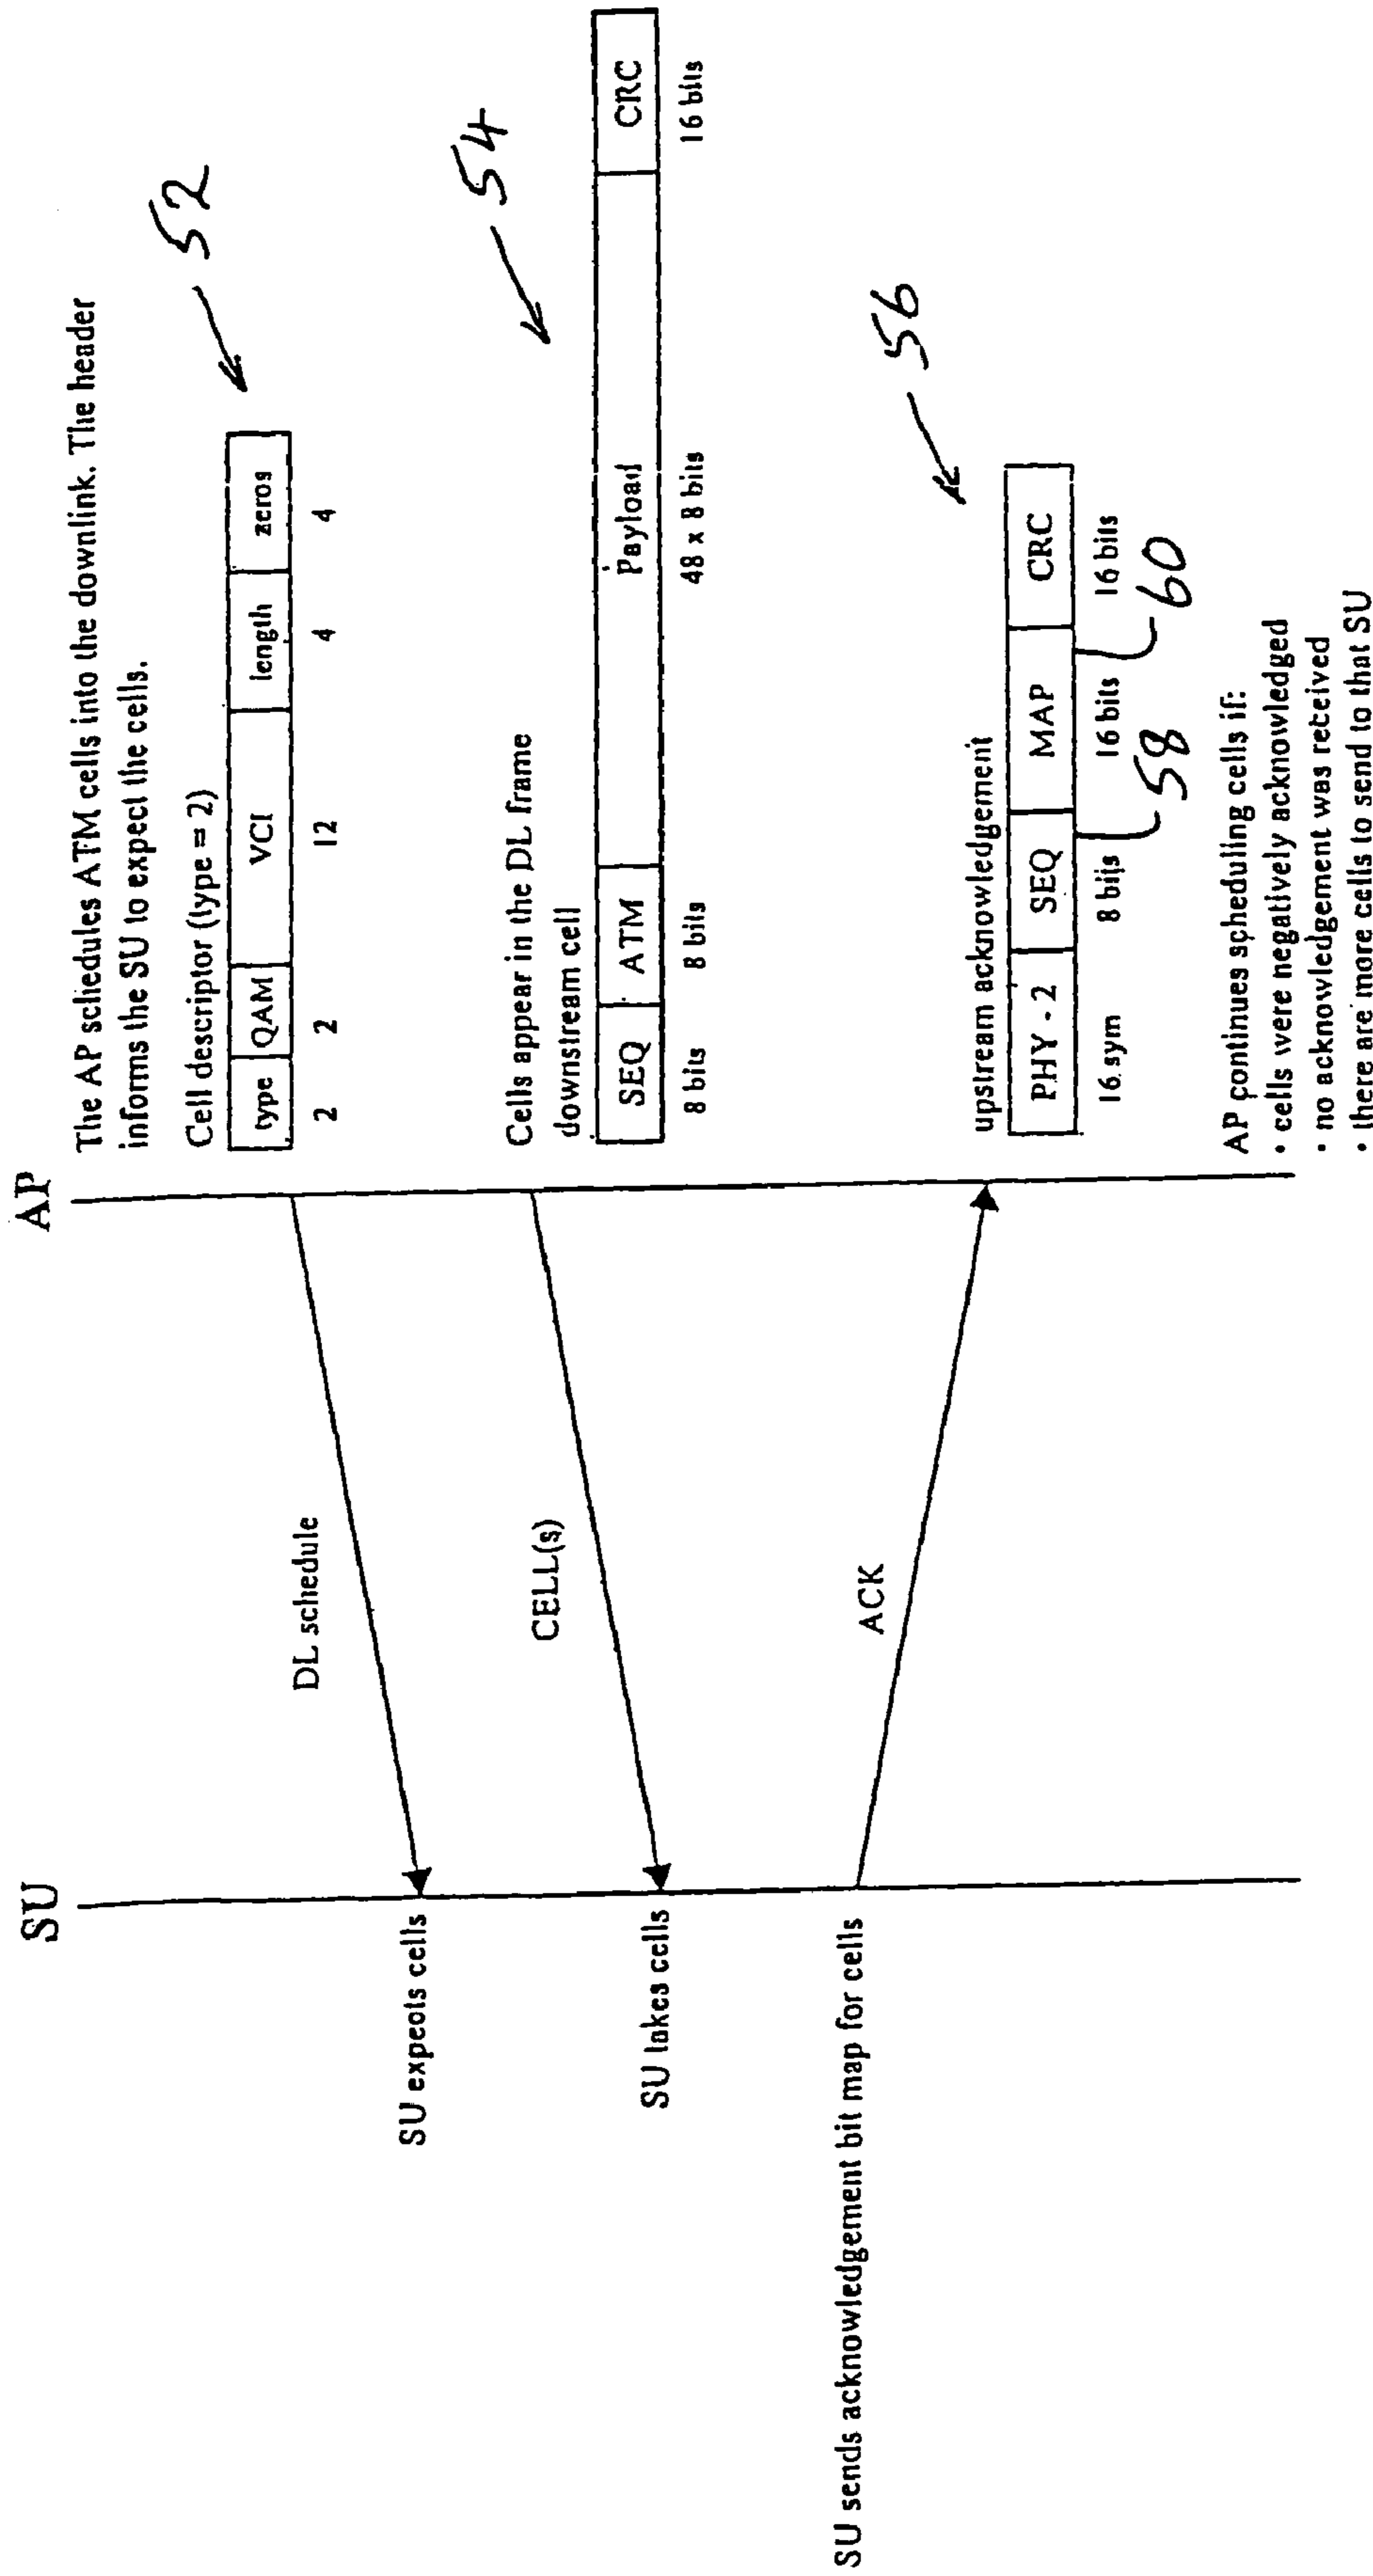 SU
AP
The AP schedules ATM cells into the downlink. The header
informs the SU to expect the cells.
Cell descriptor (type = 2)
type QAM VCI length zeros
2 2 12 4 4
52
DL schedule
SU expects cells
Cells appear in the DL frame
downstream cell
SEQ ATM Payload CRC
8 bits 8 bits 48 x 8 bits 16 bits
54
CELL(s)
SU takes cells
SU sends acknowledgement bit map for cells
ACK
upstream acknowledgement
PHY - 2 SEQ MAP CRC
16 sym 8 bits 16 bits 16 bits
56
58
60
AP continues scheduling cells if:
• cells were negatively acknowledged
• no acknowledgement was received
• there are more cells to send to that SU